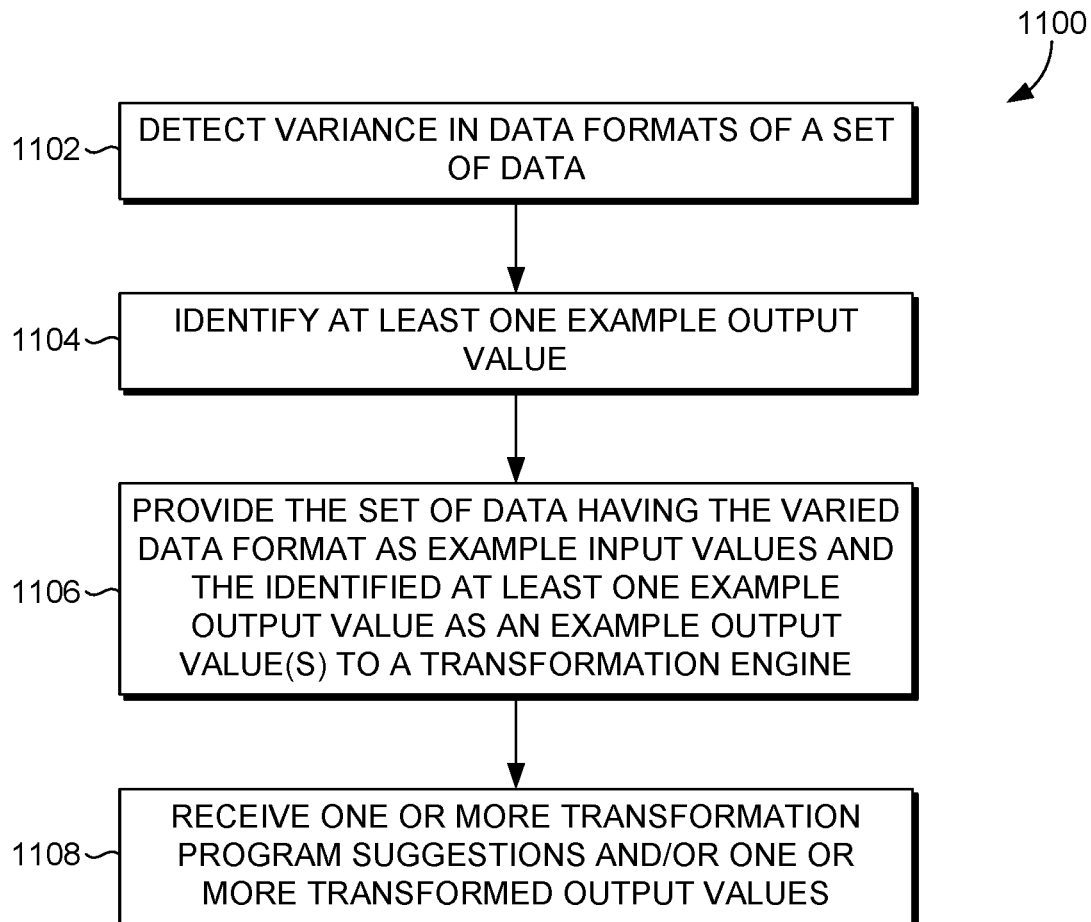 1100
1102
DETECT VARIANCE IN DATA FORMATS OF A SET
OF DATA
1104
IDENTIFY AT LEAST ONE EXAMPLE OUTPUT
VALUE
1106
PROVIDE THE SET OF DATA HAVING THE VARIED
DATA FORMAT AS EXAMPLE INPUT VALUES AND
THE IDENTIFIED AT LEAST ONE EXAMPLE
OUTPUT VALUE AS AN EXAMPLE OUTPUT
VALUE(S) TO A TRANSFORMATION ENGINE
1108
RECEIVE ONE OR MORE TRANSFORMATION
PROGRAM SUGGESTIONS AND/OR ONE OR
MORE TRANSFORMED OUTPUT VALUES